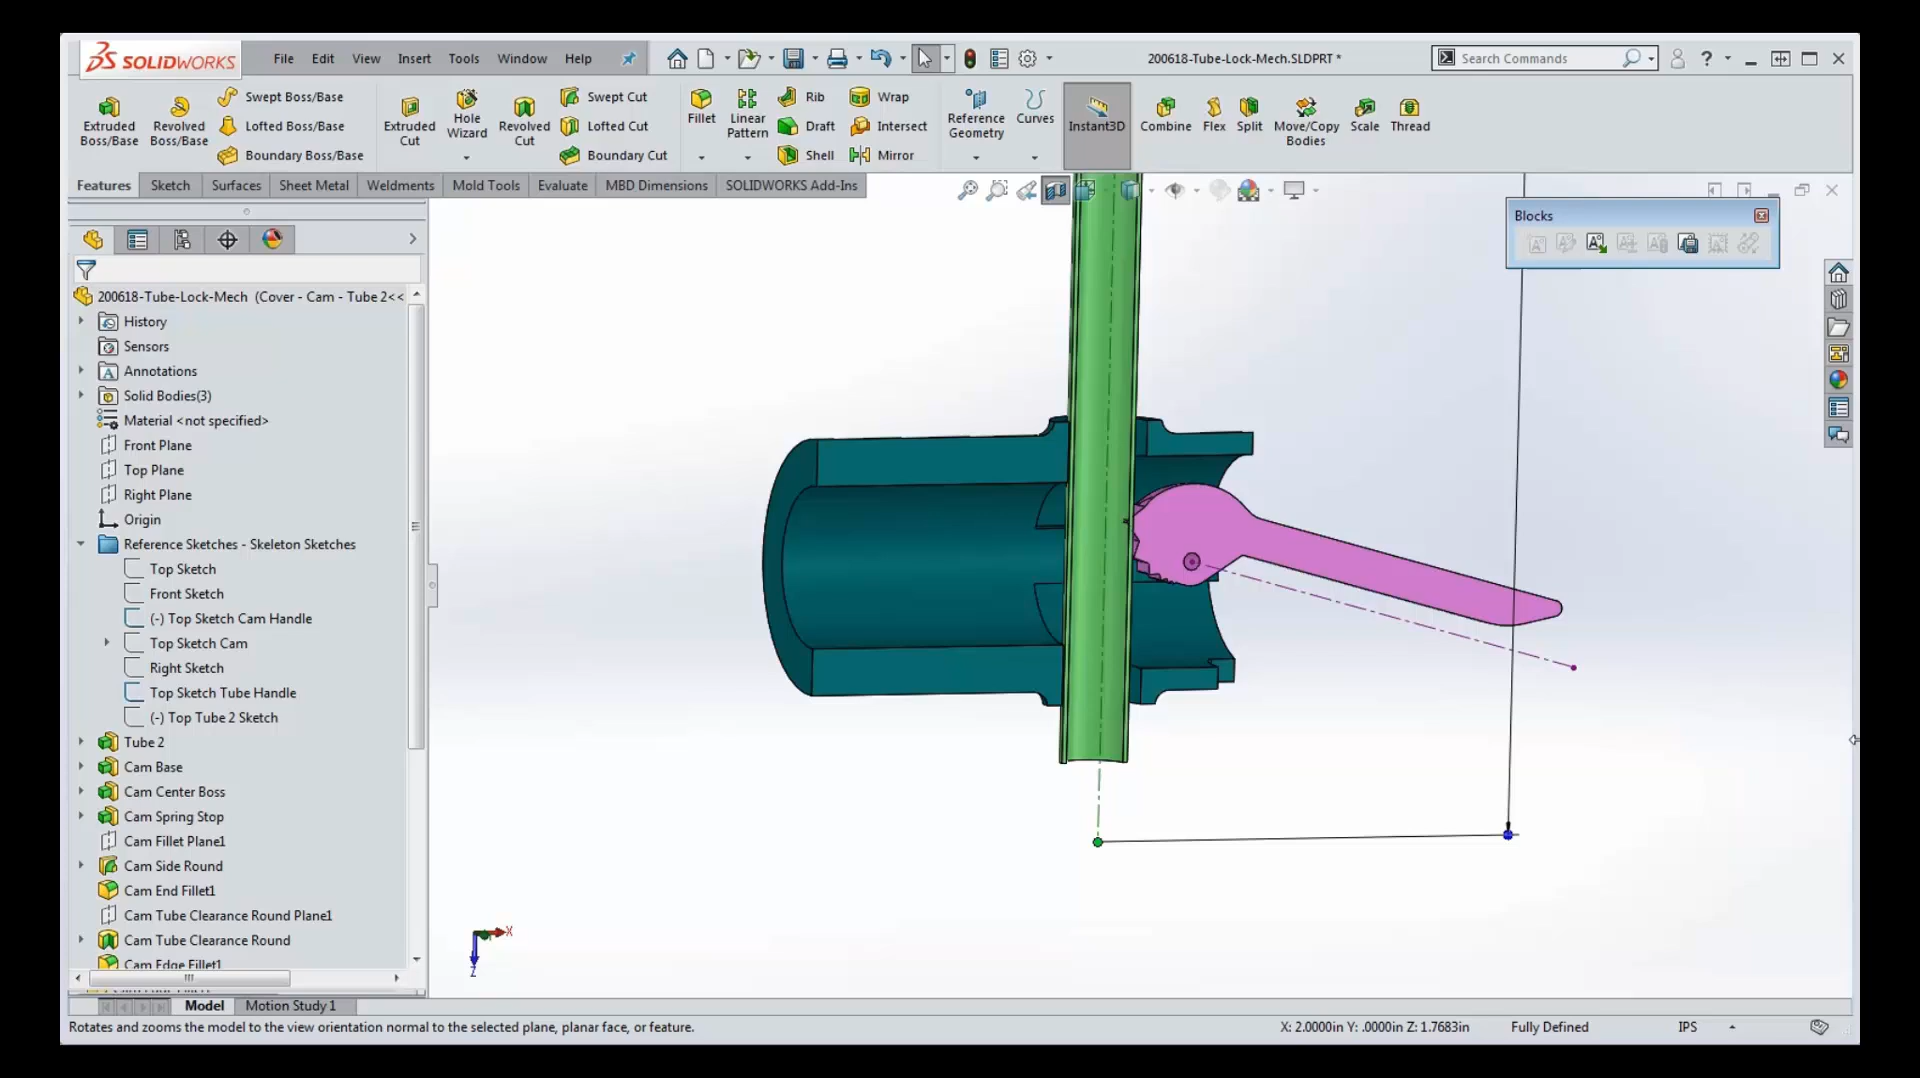 SOLIDWORKS File Edit View Insert Tools Window Help 200618-Tube-Lock-Mech.SLDPRT * Search Commands ?
Extruded Boss/Base
Revolved Boss/Base
Swept Boss/Base
Lofted Boss/Base
Boundary Boss/Base
Extruded Cut
Hole Wizard
Revolved Cut
Swept Cut
Lofted Cut
Boundary Cut
Fillet
Linear Pattern
Rib
Draft
Shell
Wrap
Intersect
Mirror
Reference Geometry
Curves
Instant3D
Combine
Flex
Split
Move/Copy Bodies
Scale
Thread
Features Sketch Surfaces Sheet Metal Weldments Mold Tools Evaluate MBD Dimensions SOLIDWORKS Add-Ins
Blocks
200618-Tube-Lock-Mech (Cover - Cam - Tube 2<<
History
Sensors
Annotations
Solid Bodies(3)
Material <not specified>
Front Plane
Top Plane
Right Plane
Origin
Reference Sketches - Skeleton Sketches
Top Sketch
Front Sketch
(-) Top Sketch Cam Handle
Top Sketch Cam
Right Sketch
Top Sketch Tube Handle
(-) Top Tube 2 Sketch
Tube 2
Cam Base
Cam Center Boss
Cam Spring Stop
Cam Fillet Plane1
Cam Side Round
Cam End Fillet1
Cam Tube Clearance Round Plane1
Cam Tube Clearance Round
Cam Edge Fillet1
X
Z
Model Motion Study 1
Rotates and zooms the model to the view orientation normal to the selected plane, planar face, or feature. X: 2.0000in Y: .0000in Z: 1.7683in Fully Defined IPS